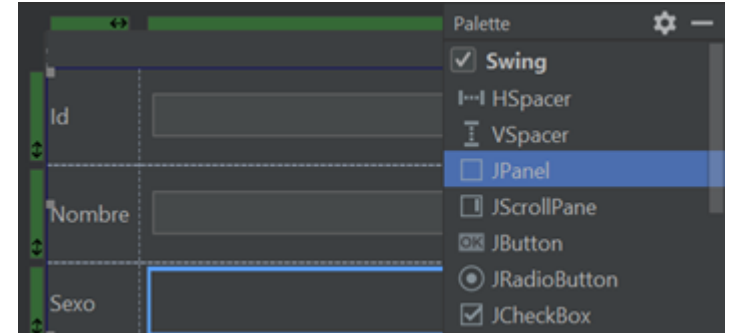 Palette
Swing
HSpacer
VSpacer
JPanel
JScrollPane
OK JButton
JRadioButton
JCheckBox
Id
Nombre
Sexo